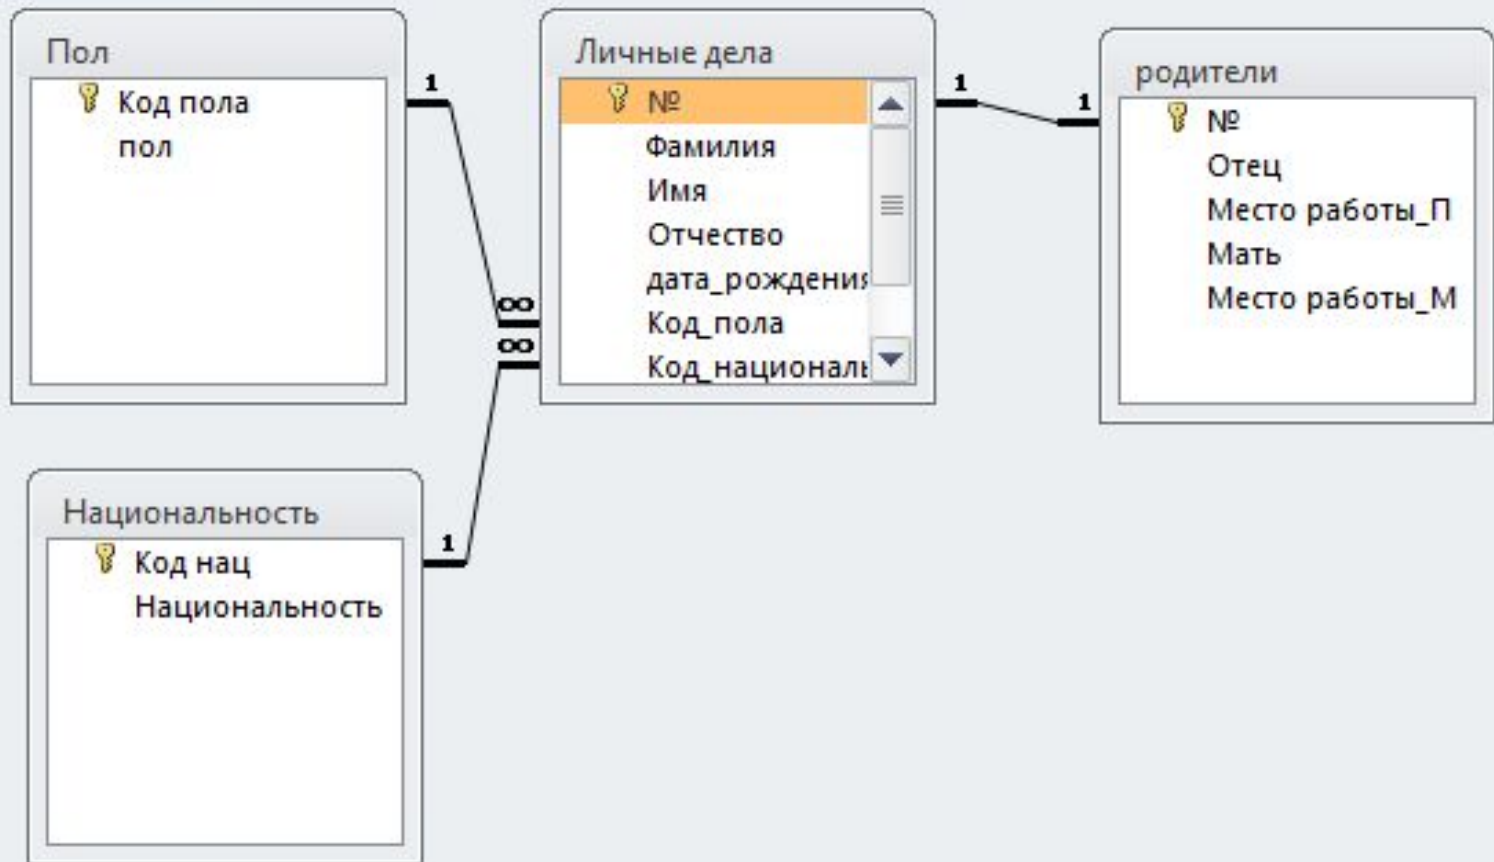 Пол
Код пола
пол
1
∞
∞
Личные дела
№
Фамилия
Имя
Отчество
дата_рождения
Код_пола
Код_националь
1
1
родители
№
Отец
Место работы_П
Мать
Место работы_М
Национальность
Код нац
Национальность
1